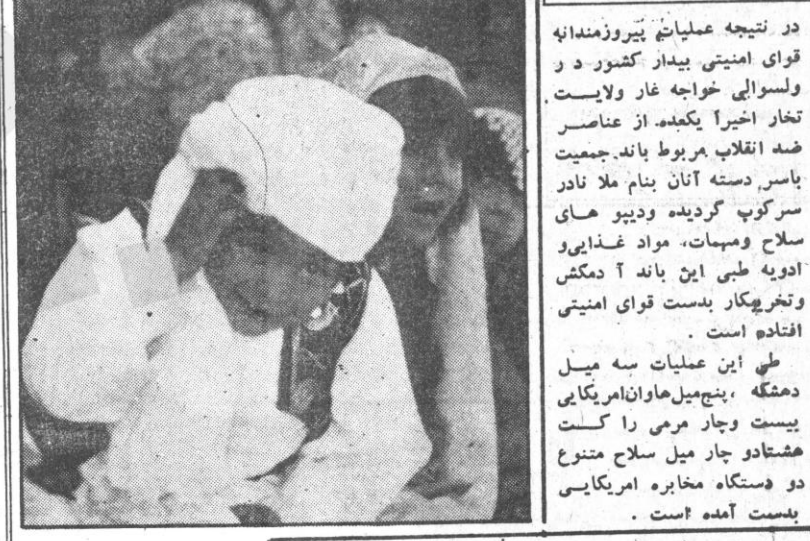 در نتیجه عملیات پیروزمندانه
قوای امنیتی بیدار کشور در
ولسوالی خواجه غار ولایت
تخار اخیراً یکعده از عناصر
ضد انقلاب مربوط باند جمعیت
باسر دسته آنان بنام ملا نادر
سرکوب گردیده ودیپو های
سلاح ومهمات، مواد غذایی و
ادویه طبی این باند آدمکش
وتخریبکار بدست قوای امنیتی
افتاده است .
طی این عملیات سه میل
دهشکه ، پنج میل هاوان امریکایی
بیست وچار مرمی راکت
هشتادو چار میل سلاح متنوع
دو دستگاه مخابره امریکایی
بدست آمده است .